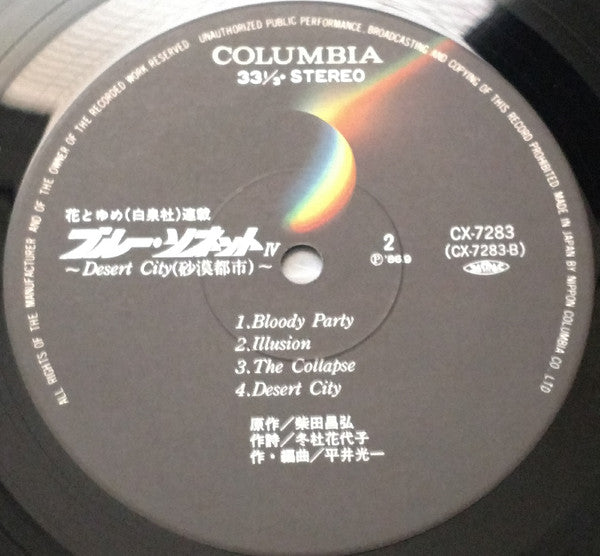 ALL RIGHTS OF THE MANUFACTURER AND OF THE OWNER OF THE RECORDED WORK RESERVED. UNAUTHORIZED PUBLIC PERFORMANCE, BROADCASTING AND COPYING OF THIS RECORD PROHIBITED MADE IN JAPAN BY NIPPON COLUMBIA CO., LTD
COLUMBIA
33⅓・STEREO
花とゆめ(白泉社)連載
ブルー・ソネットIV
～Desert City(砂漠都市)～
2
Ⓟ'86.9
CX-7283
(CX-7283-B)
1.Bloody Party
2.Illusion
3.The Collapse
4.Desert City
原作／柴田昌弘
作詩／冬杜花代子
作・編曲／平井光一